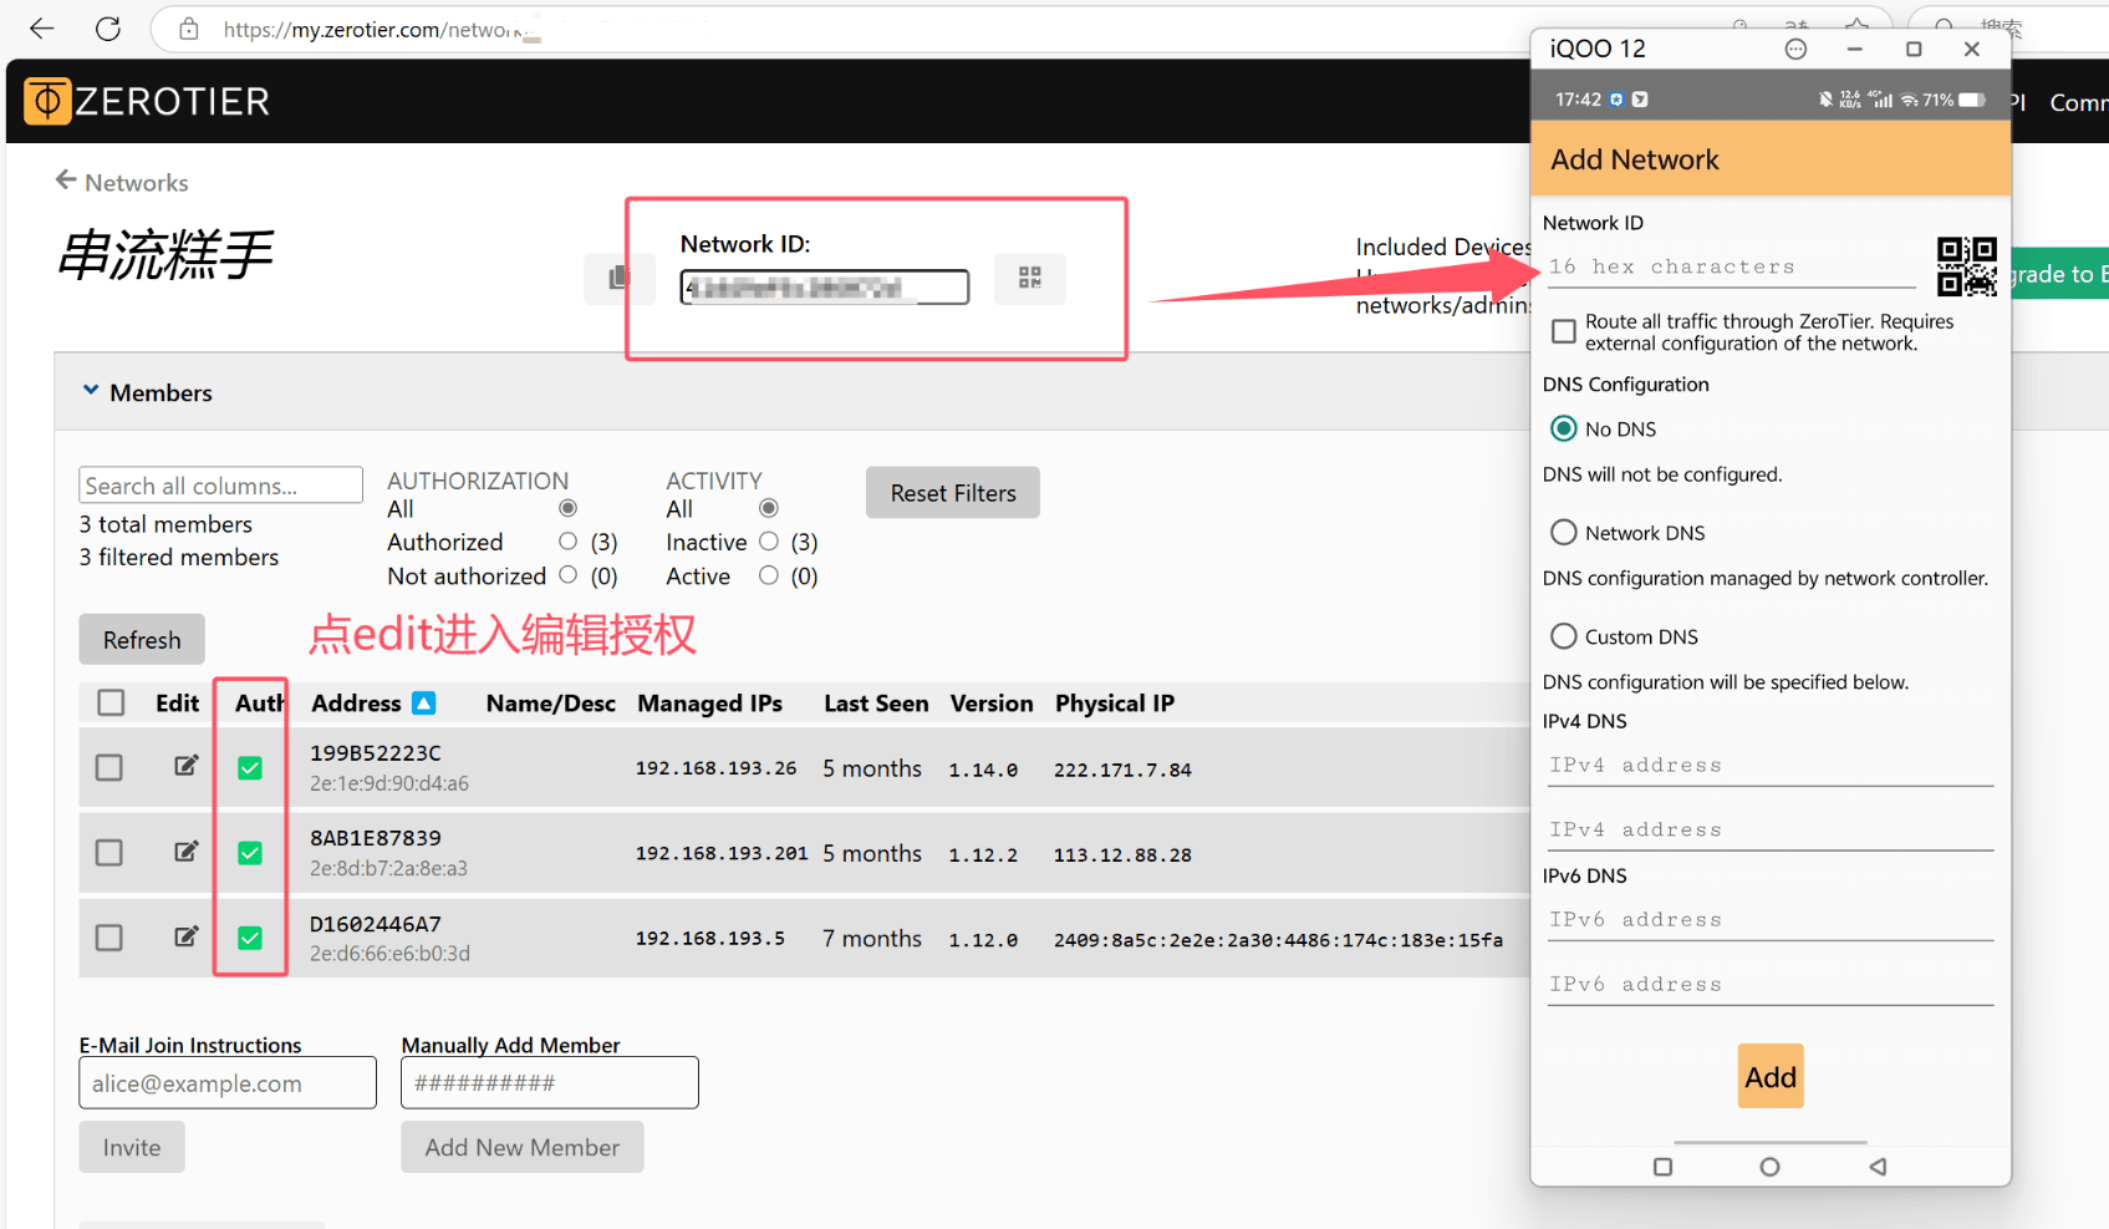 https://my.zerotier.com/networ
搜索
ZEROTIER
PI
Comm
Networks
串流糕手
Network ID:
Included Devices
networks/admins
grade to B
Members
Search all columns...
3 total members
3 filtered members
AUTHORIZATION
All
Authorized (3)
Not authorized (0)
ACTIVITY
All
Inactive (3)
Active (0)
Reset Filters
Refresh
点edit进入编辑授权
Edit Auth Address Name/Desc Managed IPs Last Seen Version Physical IP
199B52223C
2e:1e:9d:90:d4:a6
192.168.193.26 5 months 1.14.0 222.171.7.84
8AB1E87839
2e:8d:b7:2a:8e:a3
192.168.193.201 5 months 1.12.2 113.12.88.28
D1602446A7
2e:d6:66:e6:b0:3d
192.168.193.5 7 months 1.12.0 2409:8a5c:2e2e:2a30:4486:174c:183e:15fa
E-Mail Join Instructions
alice@example.com
Invite
Manually Add Member
##########
Add New Member
iQOO 12
17:42
12.6 KB/s 4G+ 71%
Add Network
Network ID
16 hex characters
Route all traffic through ZeroTier. Requires
external configuration of the network.
DNS Configuration
No DNS
DNS will not be configured.
Network DNS
DNS configuration managed by network controller.
Custom DNS
DNS configuration will be specified below.
IPv4 DNS
IPv4 address
IPv4 address
IPv6 DNS
IPv6 address
IPv6 address
Add